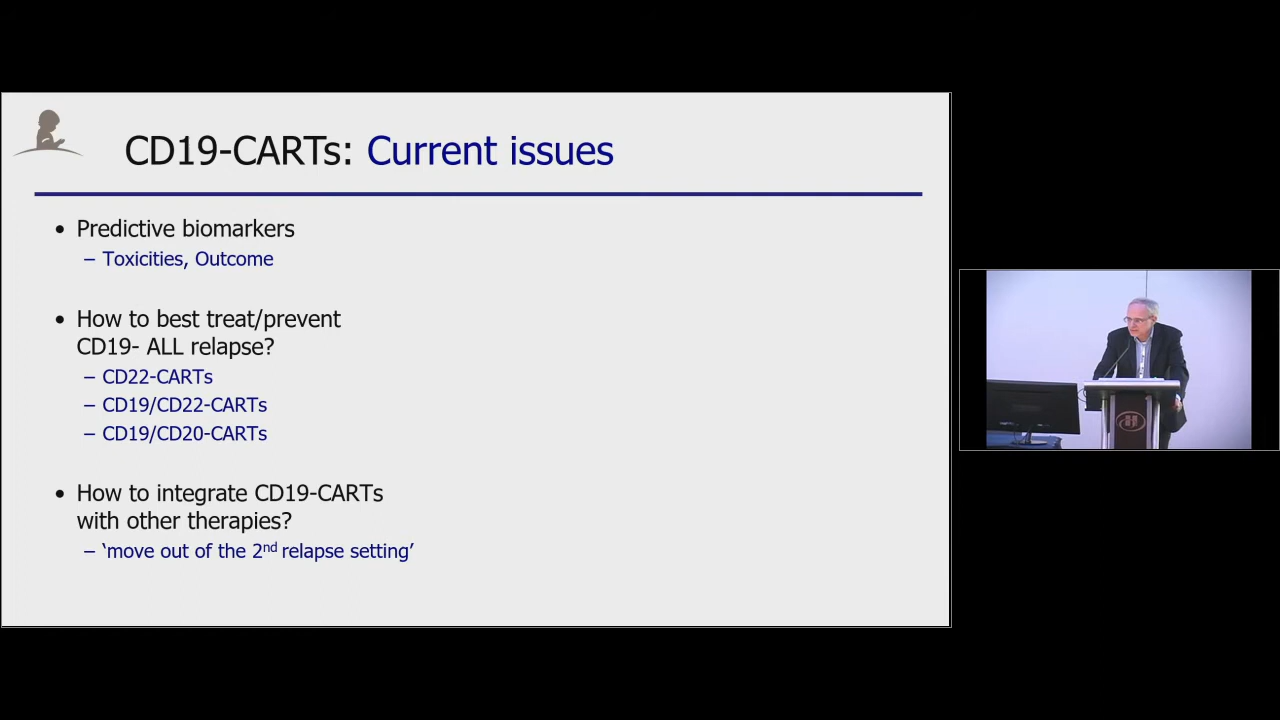 CD19-CARTs: Current issues
• Predictive biomarkers
– Toxicities, Outcome
• How to best treat/prevent
CD19- ALL relapse?
– CD22-CARTs
– CD19/CD22-CARTs
– CD19/CD20-CARTs
• How to integrate CD19-CARTs
with other therapies?
– ‘move out of the 2nd relapse setting’